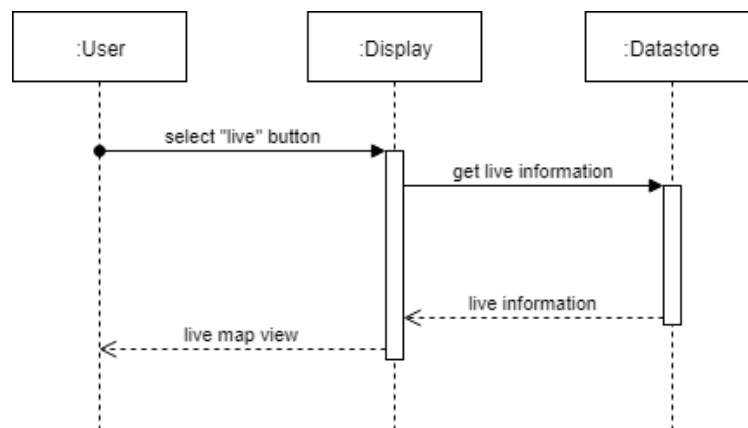 :User
:Display
:Datastore
select "live" button
get live information
live information
live map view